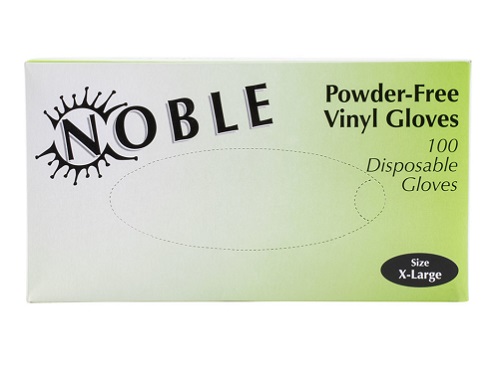 NOBLE
Powder-Free
Vinyl Gloves
100
Disposable
Gloves
Size
X-Large